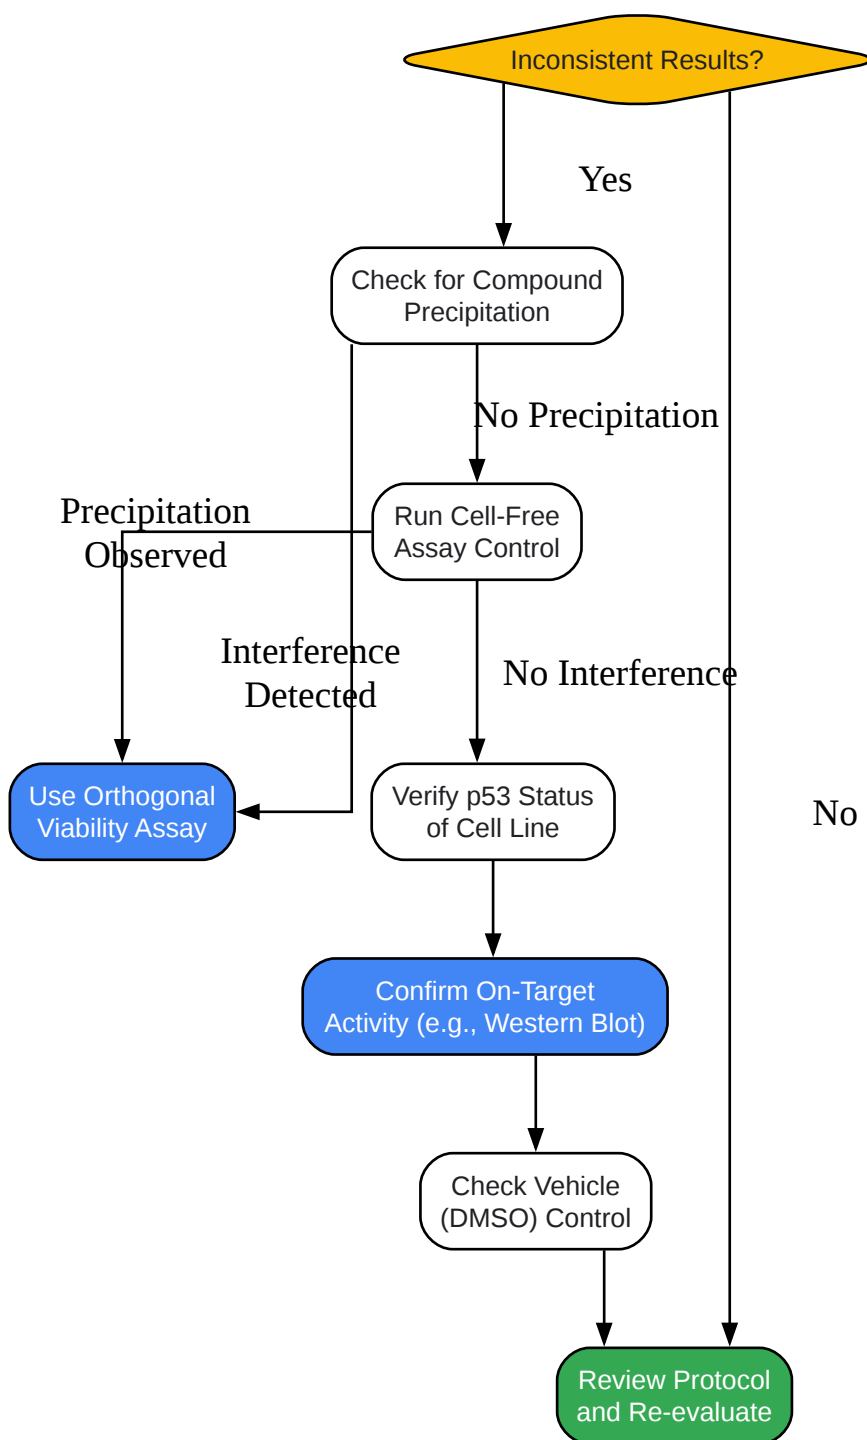 Inconsistent Results?
Yes
Check for Compound
Precipitation
No Precipitation
Precipitation
Observed
Run Cell-Free
Assay Control
Interference
Detected
No Interference
Use Orthogonal
Viability Assay
Verify p53 Status
of Cell Line
No
Confirm On-Target
Activity (e.g., Western Blot)
Check Vehicle
(DMSO) Control
Review Protocol
and Re-evaluate